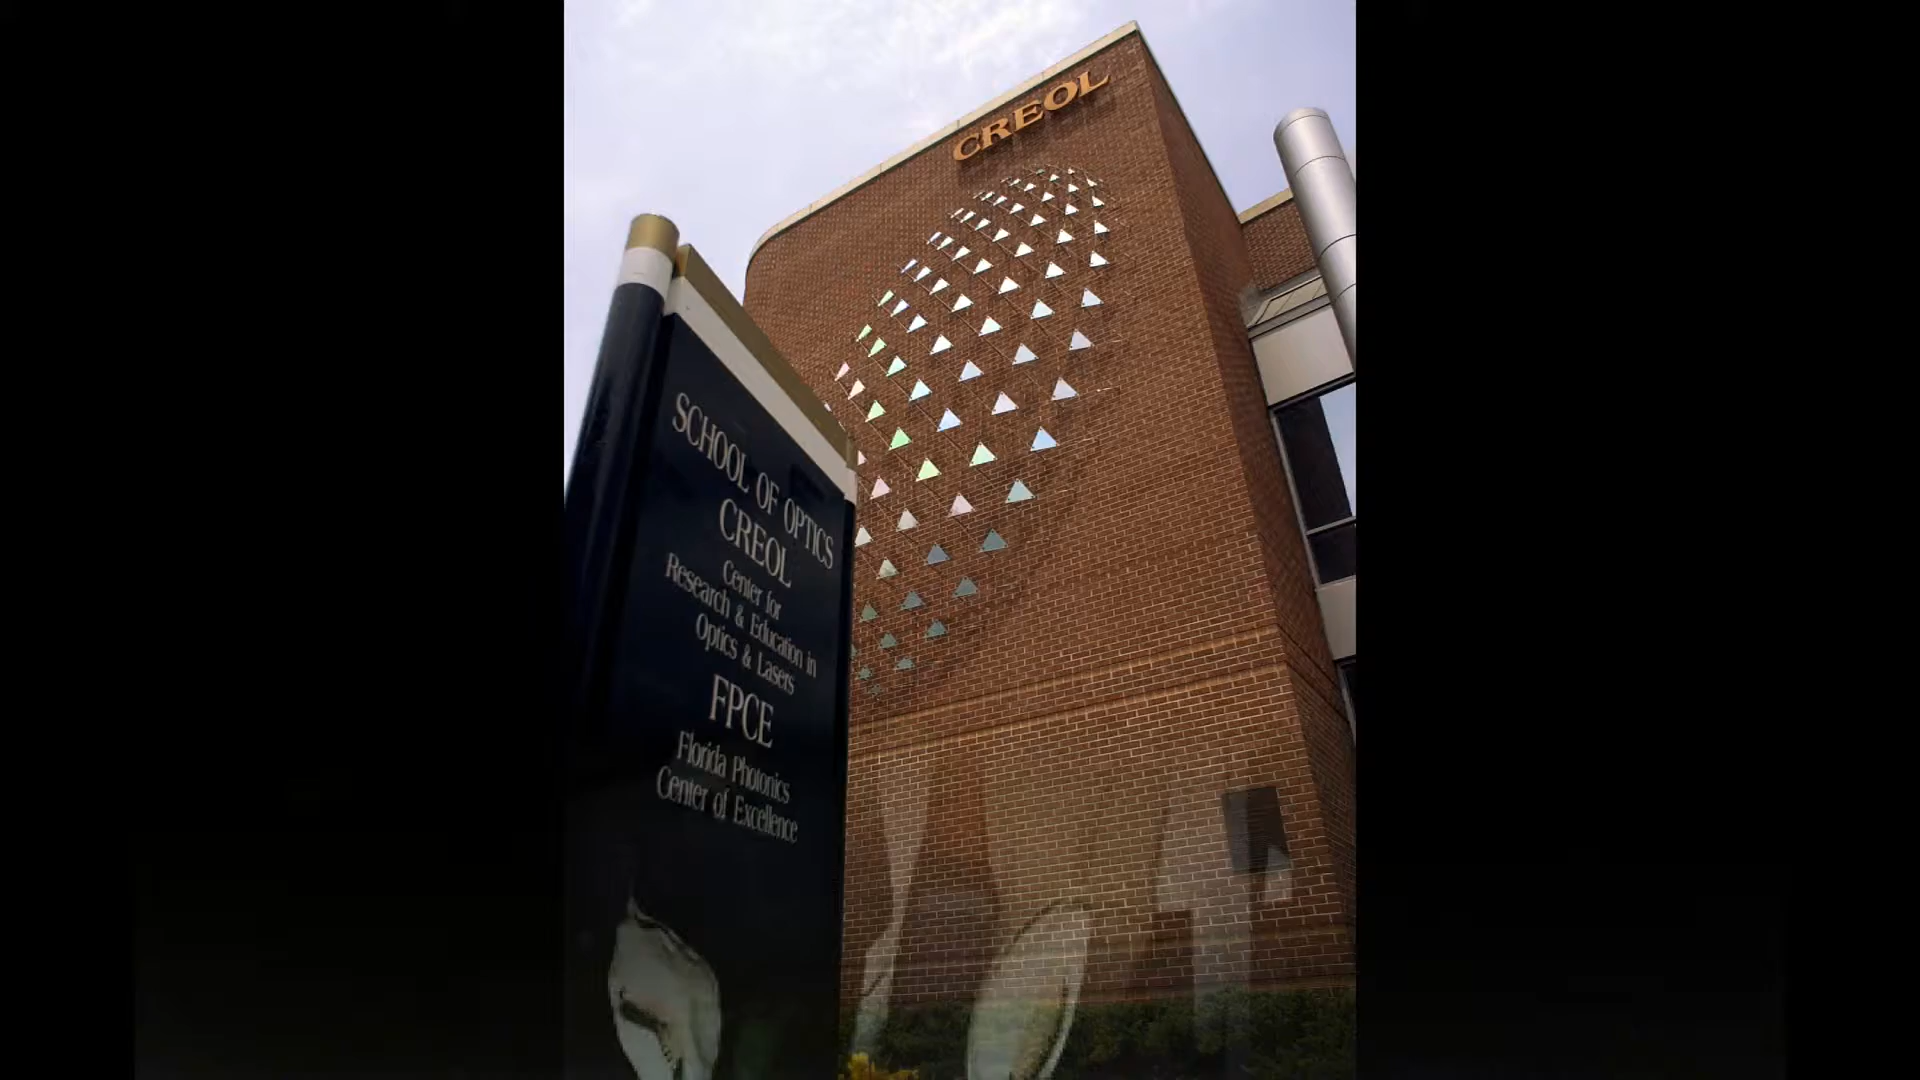 CREOL
SCHOOL OF OPTICS
CREOL
Center for
Research & Education in
Optics & Lasers
FPCE
Florida Photonics
Center of Excellence